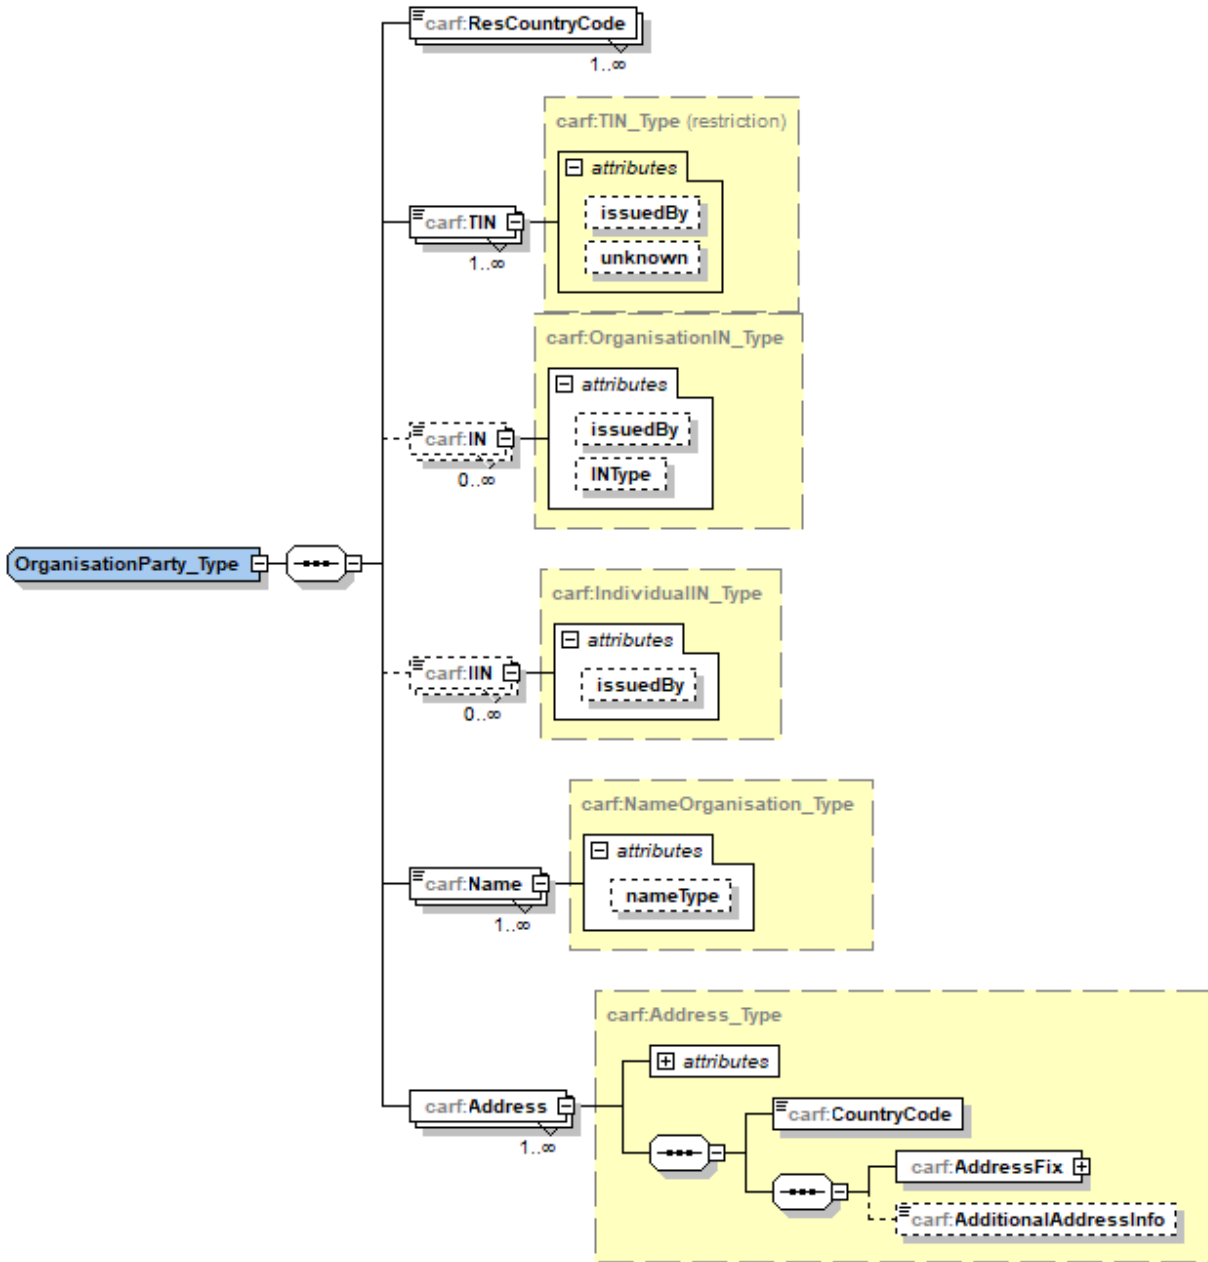 carf:ResCountryCode
1..∞
carf:TIN_Type (restriction)
attributes
issuedBy
unknown
carf:TIN
1..∞
carf:OrganisationIN_Type
attributes
issuedBy
INType
carf:IN
0..∞
OrganisationParty_Type
carf:IndividualIN_Type
attributes
issuedBy
carf:IIN
0..∞
carf:NameOrganisation_Type
attributes
nameType
carf:Name
1..∞
carf:Address_Type
attributes
carf:Address
1..∞
carf:CountryCode
carf:AddressFix
carf:AdditionalAddressInfo